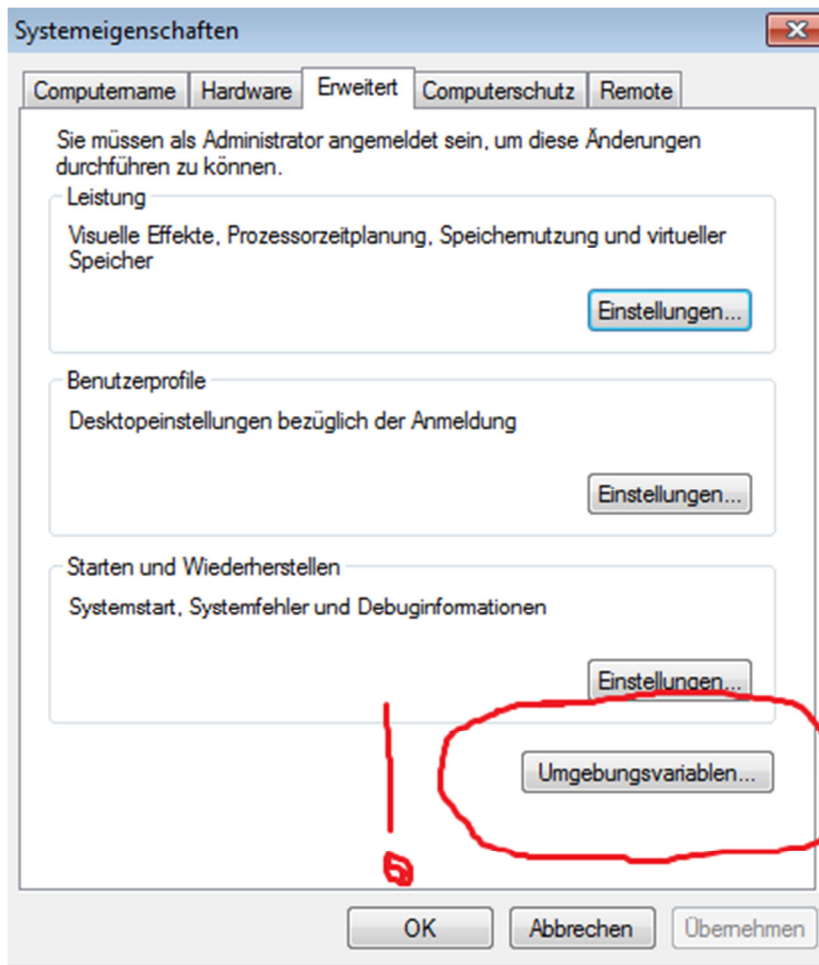 Systemeigenschaften
Computername Hardware Erweitert Computerschutz Remote
Sie müssen als Administrator angemeldet sein, um diese Änderungen
durchführen zu können.
Leistung
Visuelle Effekte, Prozessorzeitplanung, Speichernutzung und virtueller
Speicher
Einstellungen...
Benutzerprofile
Desktopeinstellungen bezüglich der Anmeldung
Einstellungen...
Starten und Wiederherstellen
Systemstart, Systemfehler und Debuginformationen
Einstellungen...
Umgebungsvariablen...
OK Abbrechen Übernehmen